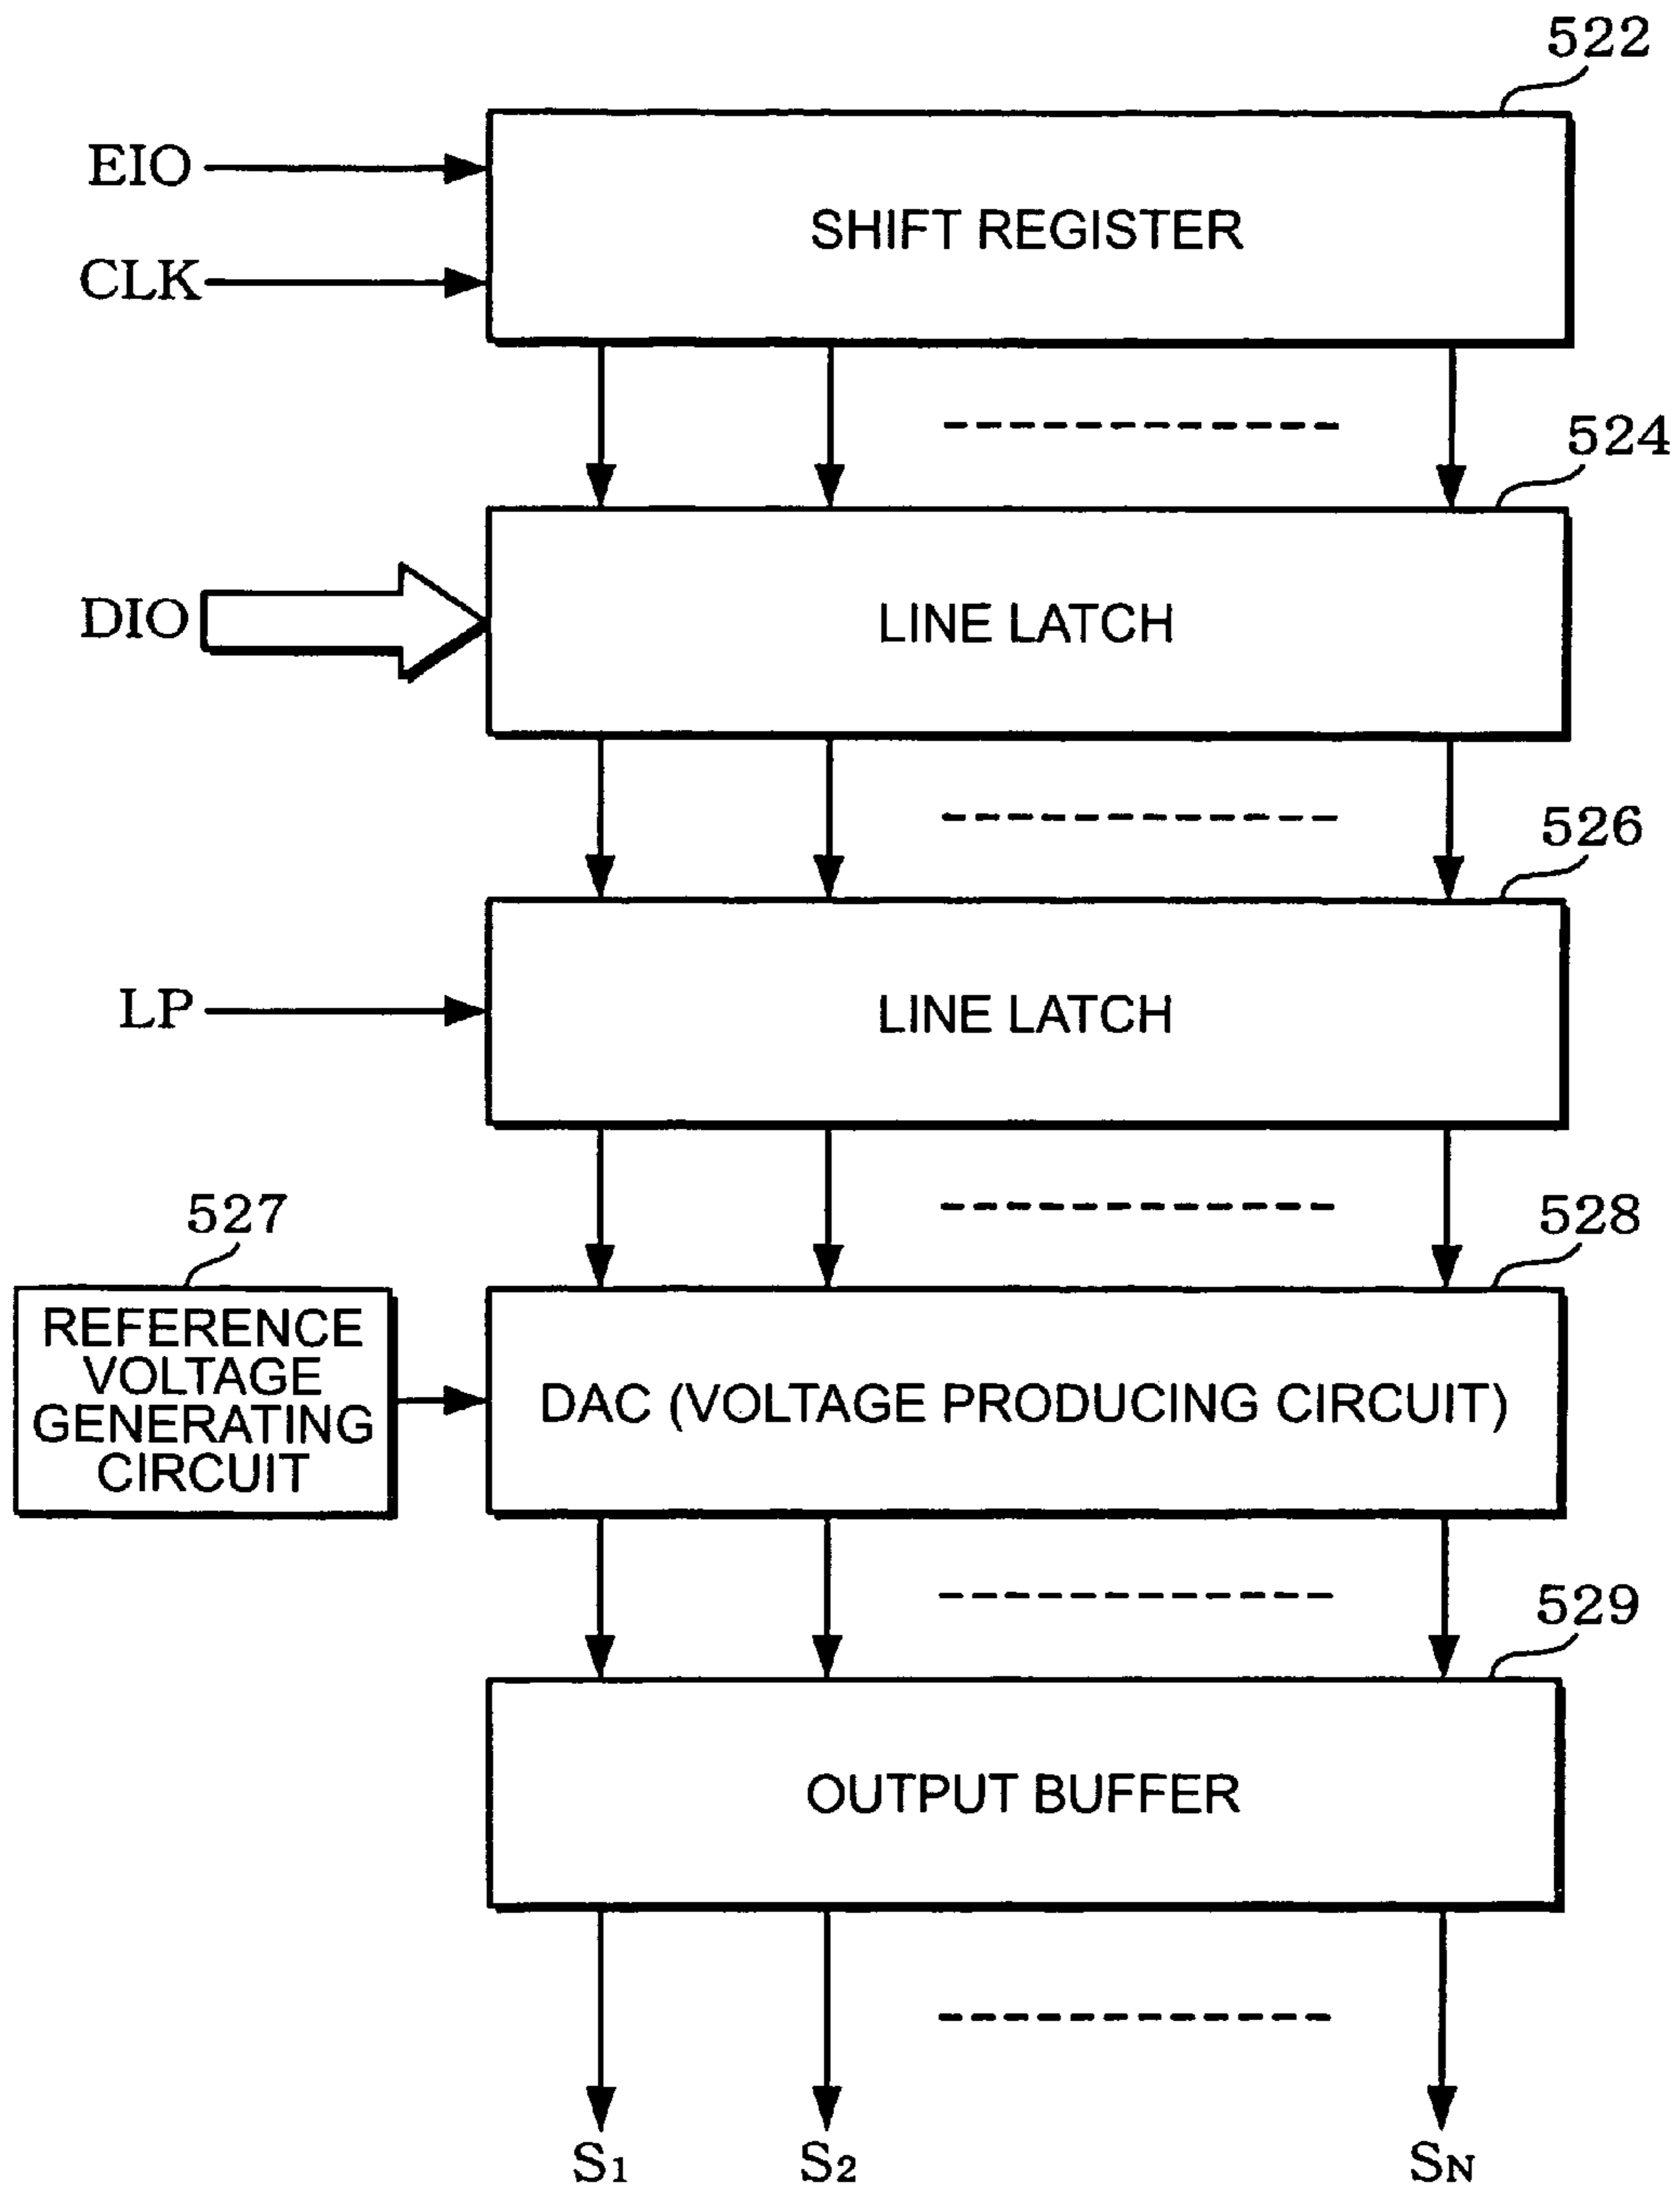 522
EIO
SHIFT REGISTER
CLK
524
DIO
LINE LATCH
526
LP
LINE LATCH
527
528
REFERENCE
VOLTAGE
GENERATING
CIRCUIT
DAC (VOLTAGE PRODUCING CIRCUIT)
529
OUTPUT BUFFER
S1 S2 SN